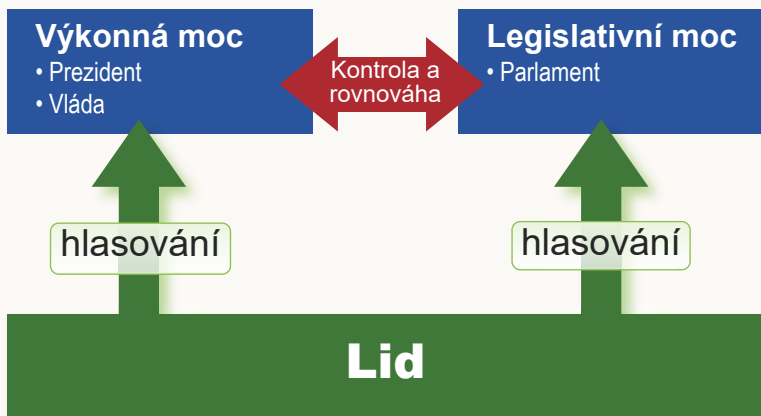 Výkonná moc
• Prezident
• Vláda
Kontrola a
rovnováha
Legislativní moc
• Parlament
hlasování
hlasování
Lid